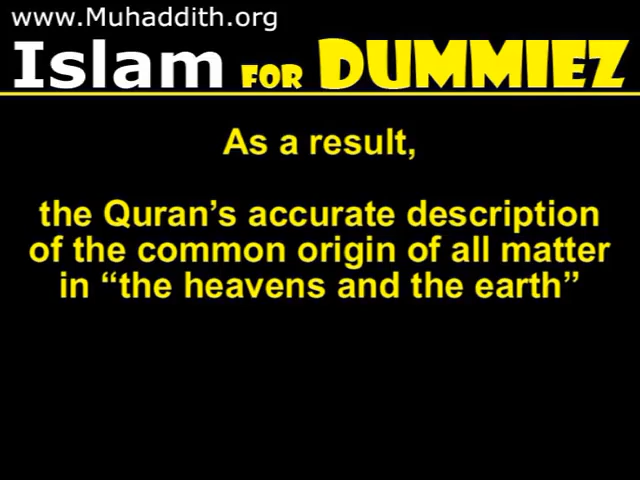 www.Muhaddith.org
Islam FOR DUMMIEZ
As a result,
the Quran’s accurate description
of the common origin of all matter
in “the heavens and the earth”